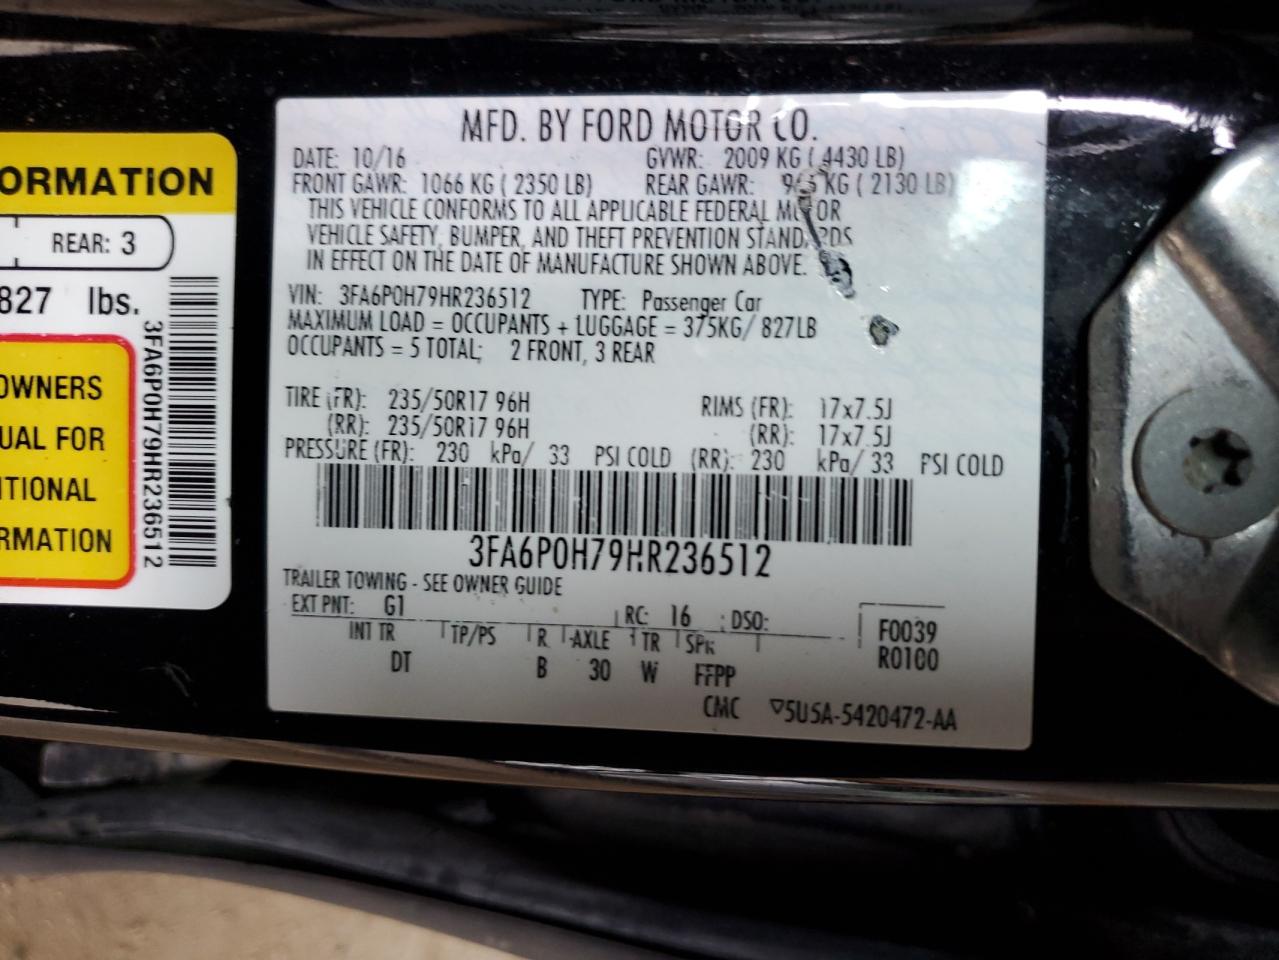 ORMATION
REAR: 3
827 lbs.
3FA6P0H79HR236512
OWNERS
UAL FOR
ITIONAL
RMATION
MFD. BY FORD MOTOR CO.
DATE: 10/16 GVWR: 2009 KG ( 4430 LB)
FRONT GAWR: 1066 KG ( 2350 LB) REAR GAWR: KG ( 2130 LB)
THIS VEHICLE CONFORMS TO ALL APPLICABLE FEDERAL MOTOR
VEHICLE SAFETY, BUMPER, AND THEFT PREVENTION STANDARDS
IN EFFECT ON THE DATE OF MANUFACTURE SHOWN ABOVE.
VIN: 3FA6P0H79HR236512 TYPE: Passenger Car
MAXIMUM LOAD = OCCUPANTS + LUGGAGE = 375KG/ 827LB
OCCUPANTS = 5 TOTAL; 2 FRONT, 3 REAR
TIRE (FR): 235/50R17 96H RIMS (FR): 17x7.5J
(RR): 235/50R17 96H (RR): 17x7.5J
PRESSURE (FR): 230 kPa/ 33 PSI COLD (RR): 230 kPa/ 33 PSI COLD
3FA6P0H79HR236512
TRAILER TOWING - SEE OWNER GUIDE
EXT PNT: G1 RC: 16 DSO: F0039
INT TR TP/PS R AXLE TR SPR R0100
DT B 30 W FFPP
CMC ▽5U5A-5420472-AA